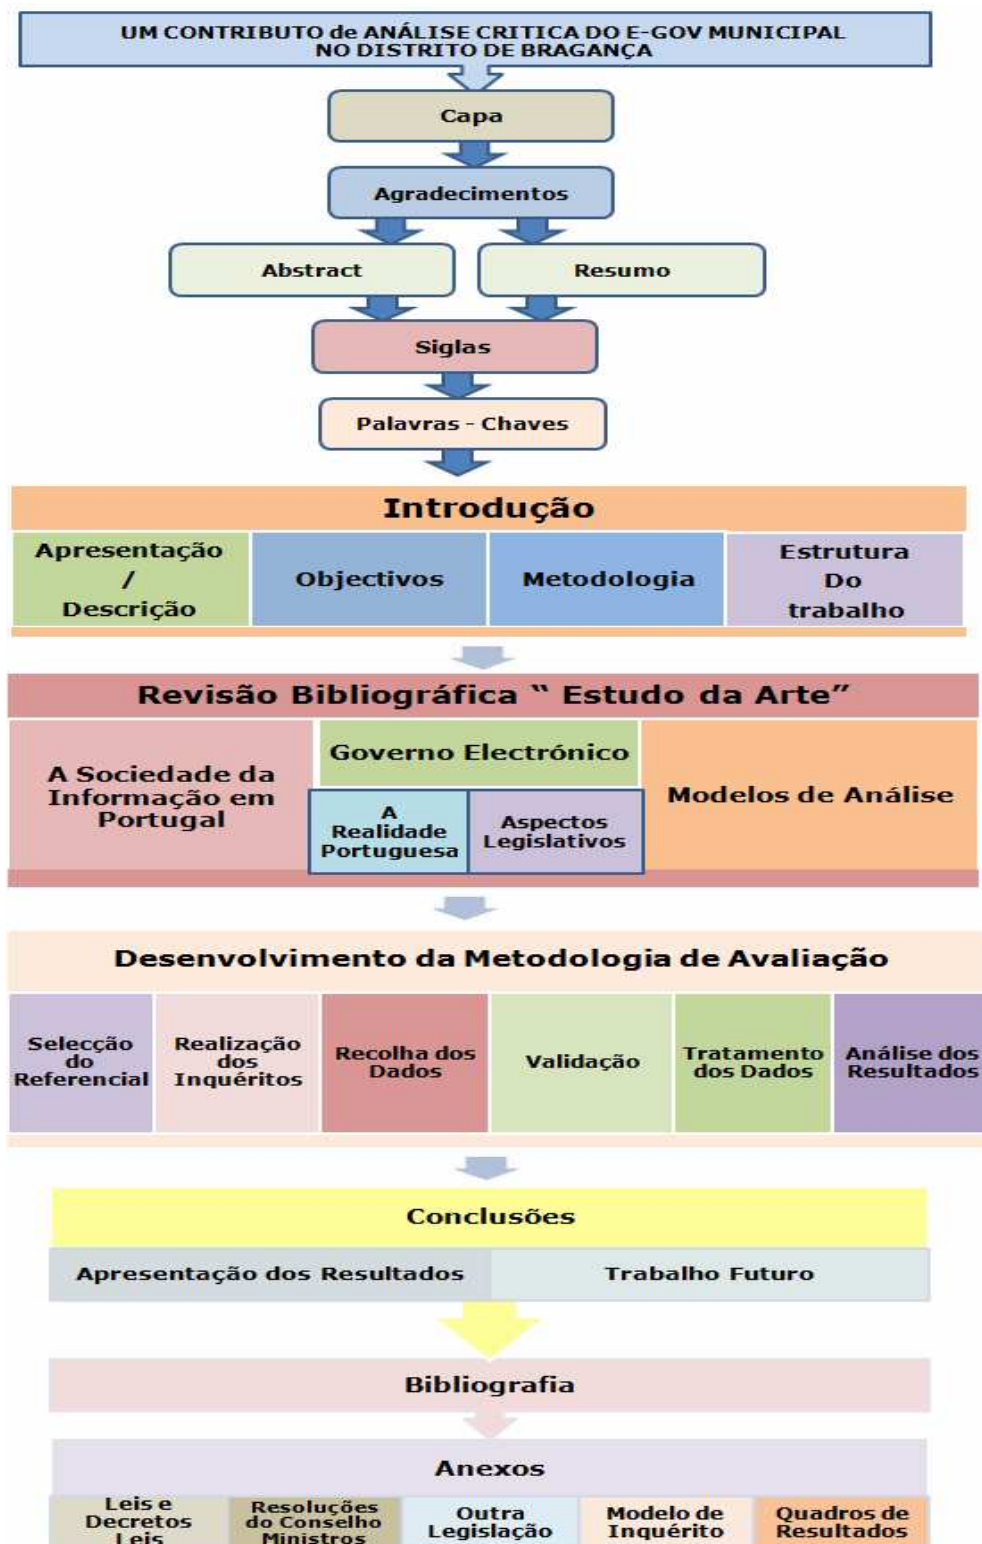 UM CONTRIBUTO de ANÁLISE CRITICA DO E-GOV MUNICIPAL
NO DISTRITO DE BRAGANÇA
Capa
Agradecimentos
Abstract
Resumo
Siglas
Palavras - Chaves
Introdução
Apresentação
/
Descrição
Objectivos
Metodologia
Estrutura
Do
trabalho
Revisão Bibliográfica “ Estudo da Arte”
A Sociedade da
Informação em
Portugal
Governo Electrónico
A
Realidade
Portuguesa
Aspectos
Legislativos
Modelos de Análise
Desenvolvimento da Metodologia de Avaliação
Selecção
do
Referencial
Realização
dos
Inquéritos
Recolha dos
Dados
Validação
Tratamento
dos Dados
Análise dos
Resultados
Conclusões
Apresentação dos Resultados
Trabalho Futuro
Bibliografia
Anexos
Leis e
Decretos
Leis
Resoluções
do Conselho
Ministros
Outra
Legislação
Modelo de
Inquérito
Quadros de
Resultados